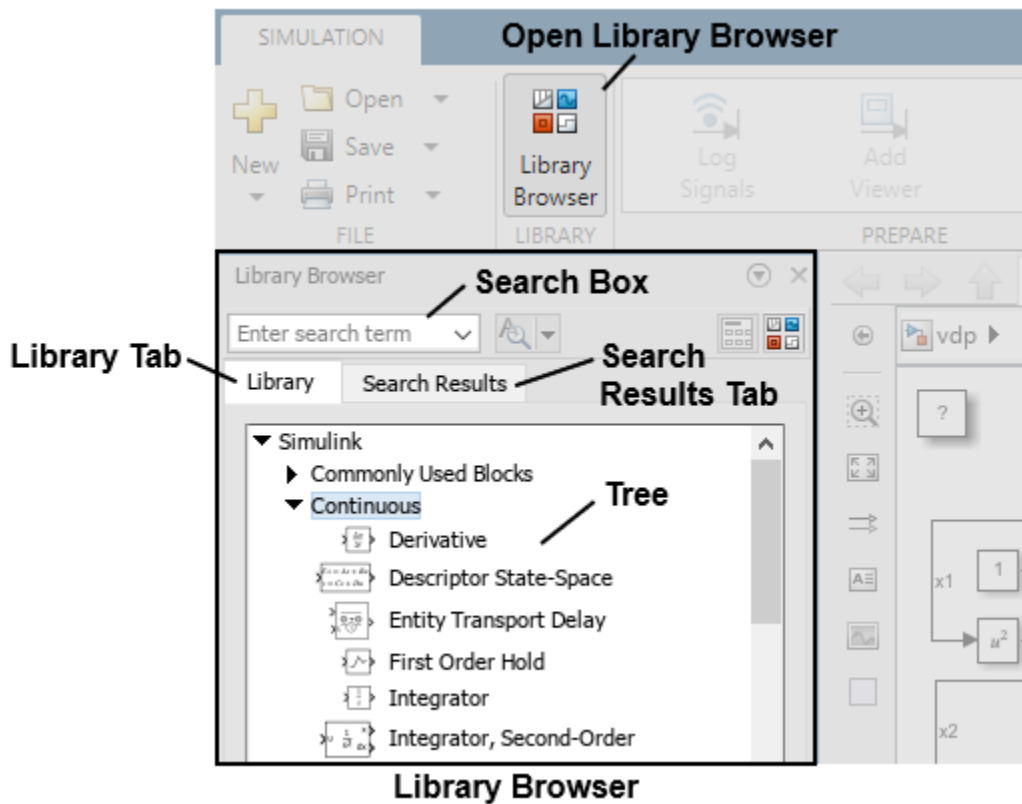 SIMULATION
Open Library Browser
New
Open
Save
Print
FILE
Library
Browser
LIBRARY
Log
Signals
Add
Viewer
PREPARE
Library Browser
Search Box
Enter search term
Library Tab
Library
Search Results
Search
Results Tab
Simulink
Commonly Used Blocks
Continuous
Tree
Derivative
Descriptor State-Space
Entity Transport Delay
First Order Hold
Integrator
Integrator, Second-Order
vdp
?
x1
1
u²
x2
Library Browser